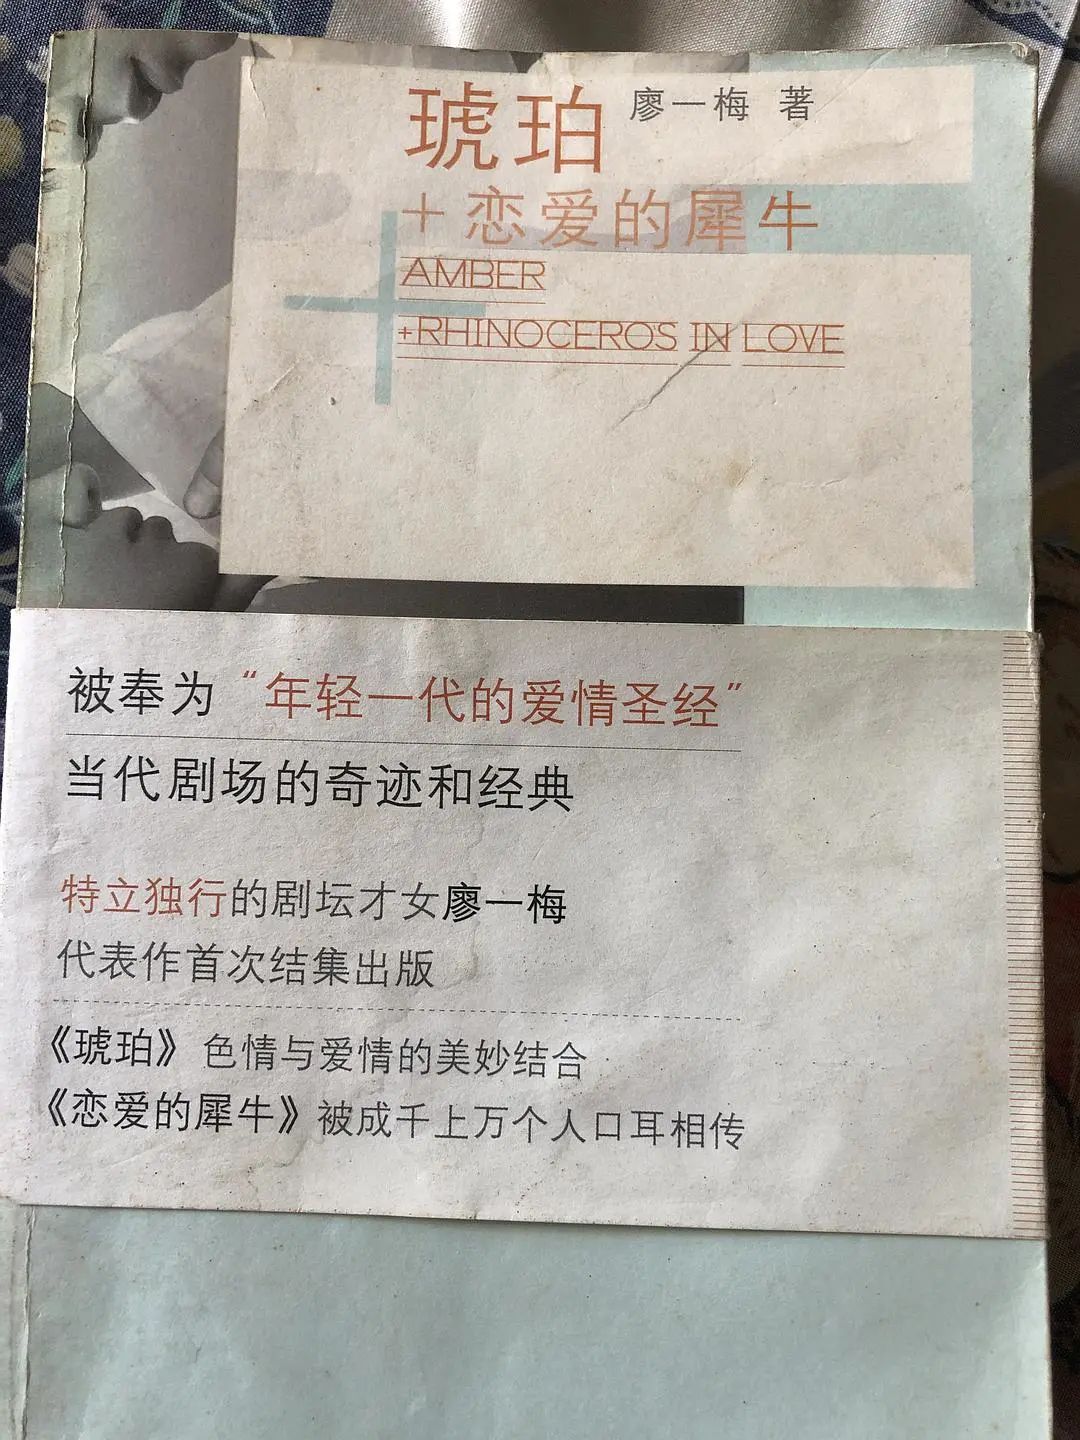 琥珀 廖一梅 著
+恋爱的犀牛
AMBER
+RHINOCEROS IN LOVE
被奉为“年轻一代的爱情圣经”
当代剧场的奇迹和经典
特立独行的剧坛才女廖一梅
代表作首次结集出版
《琥珀》色情与爱情的美妙结合
《恋爱的犀牛》被成千上万个人口耳相传